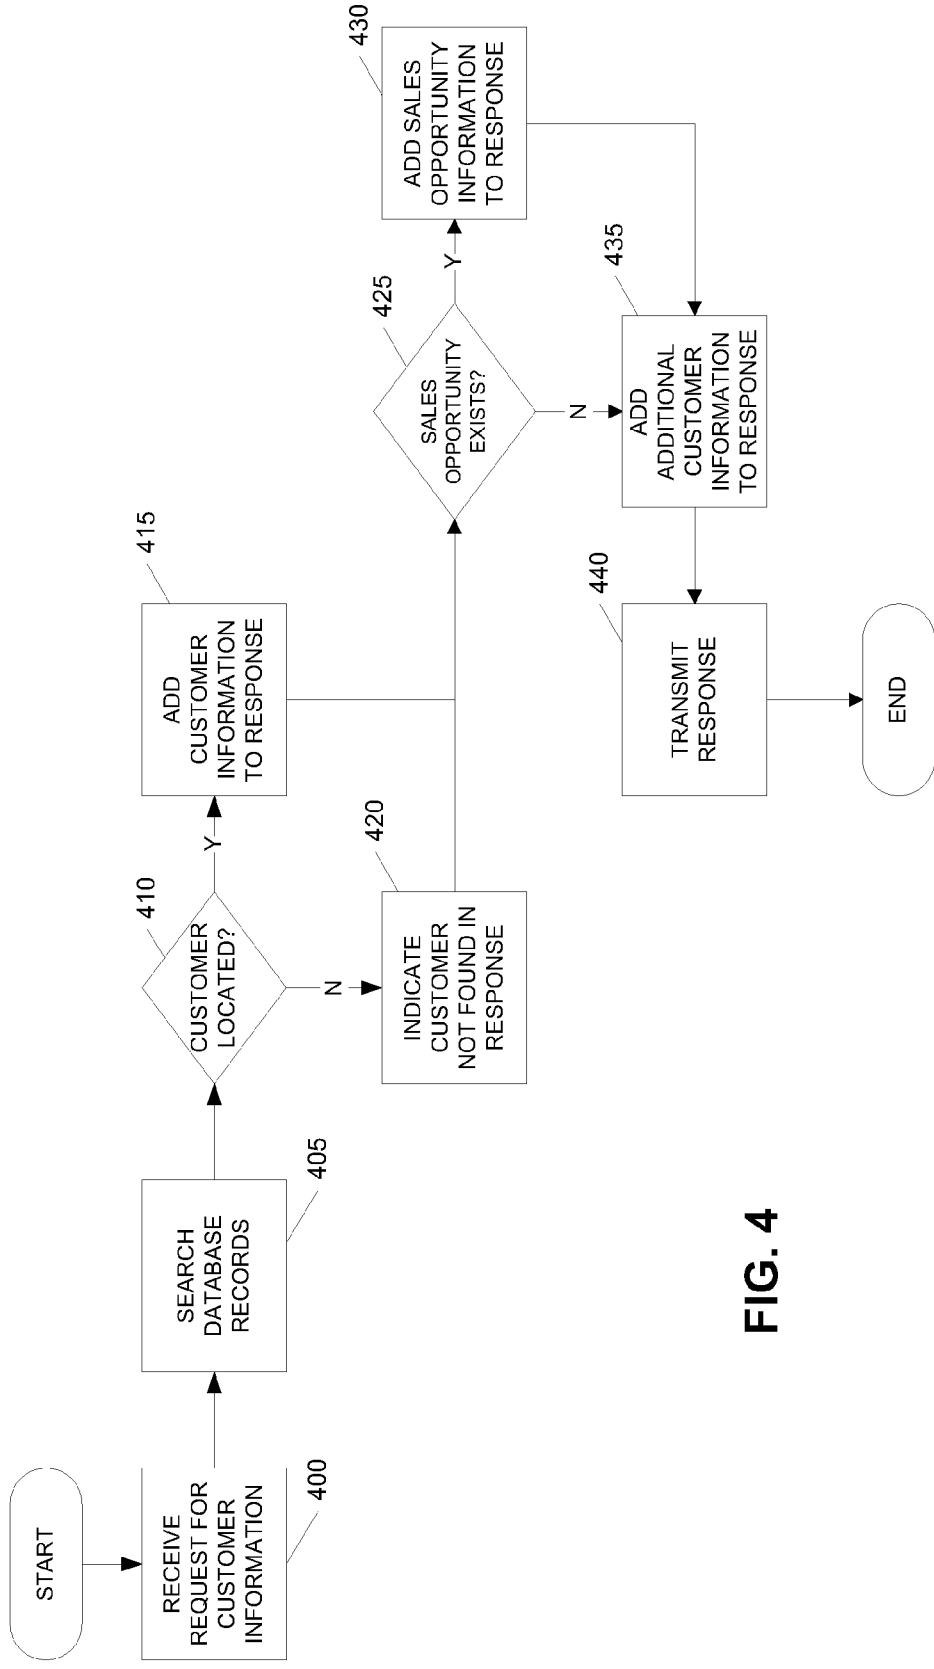 START
RECEIVE
REQUEST FOR
CUSTOMER
INFORMATION
400
SEARCH
DATABASE
RECORDS
405
CUSTOMER
LOCATED?
410
Y
ADD
CUSTOMER
INFORMATION
TO RESPONSE
415
N
INDICATE
CUSTOMER
NOT FOUND IN
RESPONSE
420
SALES
OPPORTUNITY
EXISTS?
425
Y
ADD SALES
OPPORTUNITY
INFORMATION
TO RESPONSE
430
N
ADD
ADDITIONAL
CUSTOMER
INFORMATION
TO RESPONSE
435
TRANSMIT
RESPONSE
440
END
FIG. 4